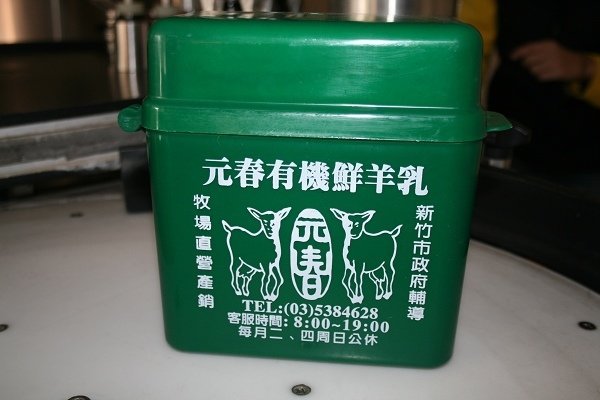 元春有機鮮羊乳
牧場直營產銷
元春
新竹市政府輔導
TEL:(03)5384628
客服時間: 8:00~19:00
每月二、四周日公休